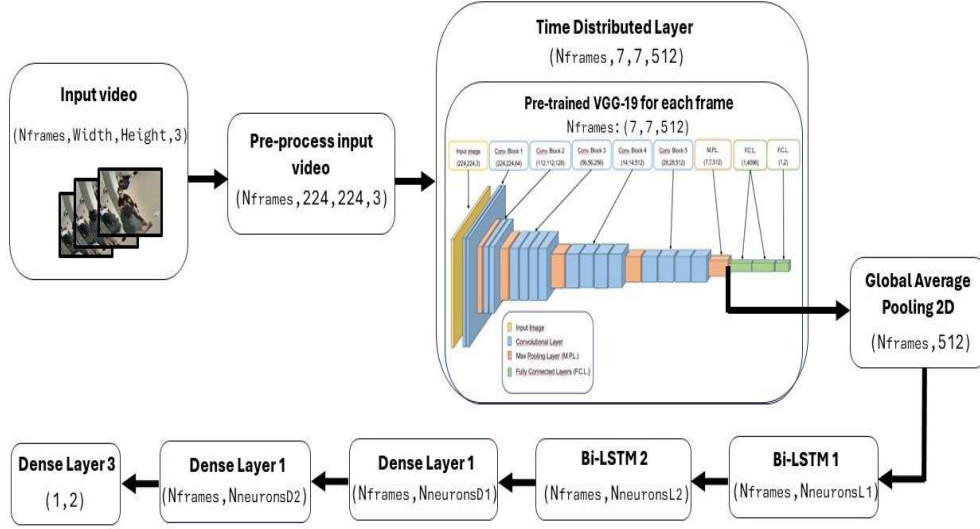 Input video
(Nframes,Width,Height,3)
Pre-process input
video
(Nframes,224,224,3)
Time Distributed Layer
(Nframes,7,7,512)
Pre-trained VGG-19 for each frame
Nframes: (7,7,512)
Input Image
(224,224,3)
Conv. Block 1
(224,224,64)
Conv. Block 2
(112,112,128)
Conv. Block 3
(56,56,256)
Conv. Block 4
(14,14,512)
Conv. Block 5
(28,28,512)
M.P.L.
(7,7,512)
F.C.L.
(1,4096)
F.C.L.
(1,2)
Input Image
Convolutional Layer
Max Pooling Layer (M.P.L.)
Fully Connected Layers (F.C.L.)
Global Average
Pooling 2D
(Nframes,512)
Dense Layer 3
(1,2)
Dense Layer 1
(Nframes,NneuronsD2)
Dense Layer 1
(Nframes,NneuronsD1)
Bi-LSTM 2
(Nframes,NneuronsL2)
Bi-LSTM 1
(Nframes,NneuronsL1)